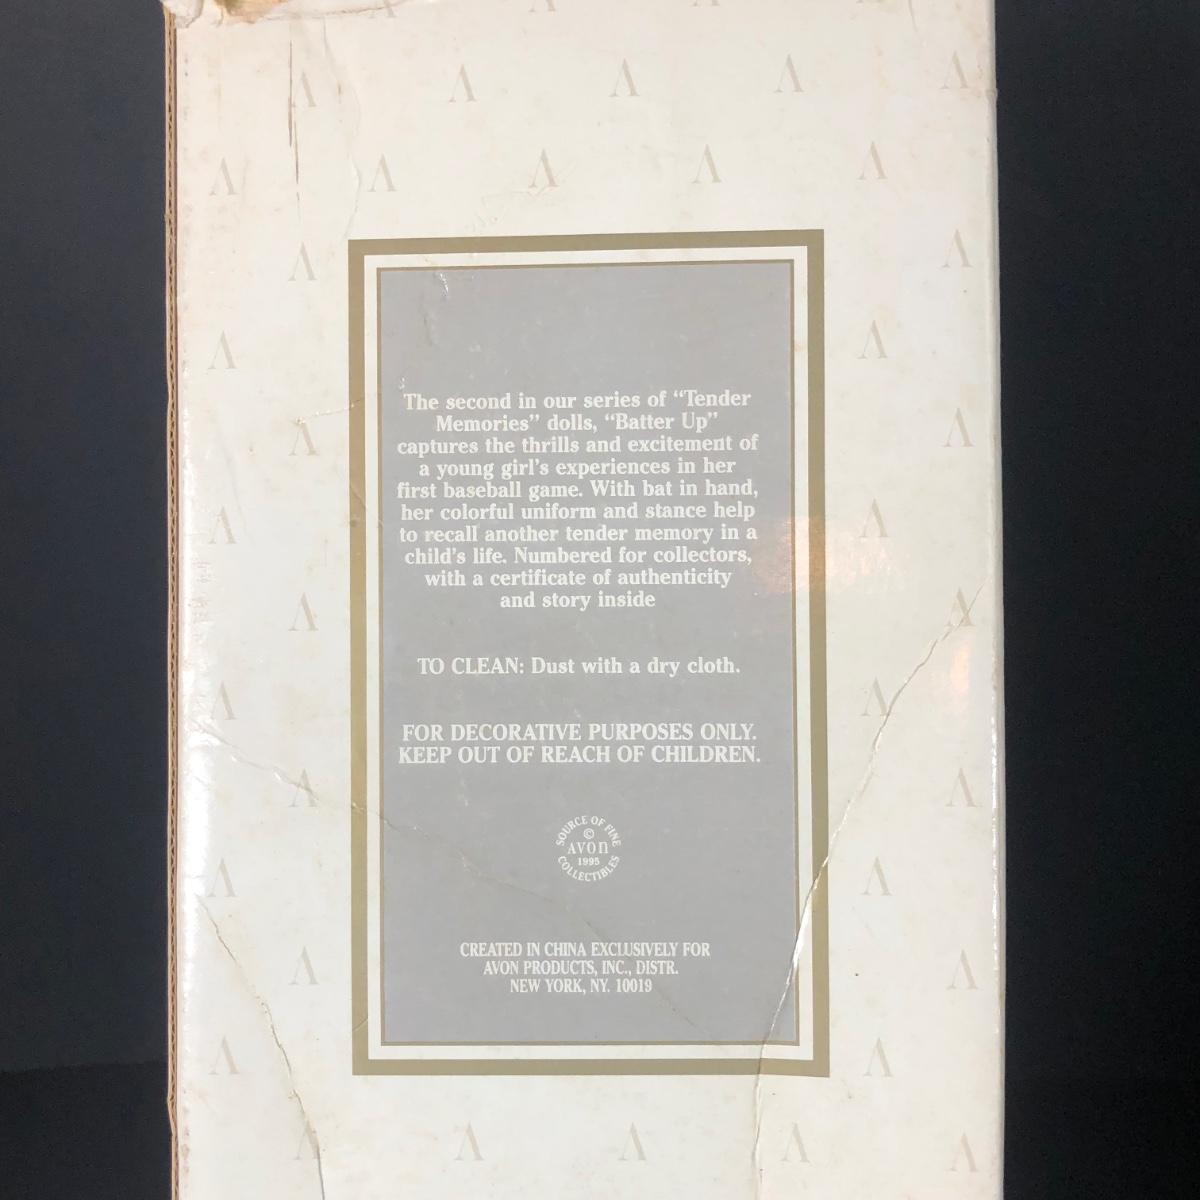 The second in our series of “Tender
Memories” dolls, “Batter Up”
captures the thrills and excitement of
a young girl’s experiences in her
first baseball game. With bat in hand,
her colorful uniform and stance help
to recall another tender memory in a
child’s life. Numbered for collectors,
with a certificate of authenticity
and story inside
TO CLEAN: Dust with a dry cloth.
FOR DECORATIVE PURPOSES ONLY.
KEEP OUT OF REACH OF CHILDREN.
SOURCE OF FINE
©
AVON
1995
COLLECTIBLES
CREATED IN CHINA EXCLUSIVELY FOR
AVON PRODUCTS, INC., DISTR.
NEW YORK, NY. 10019